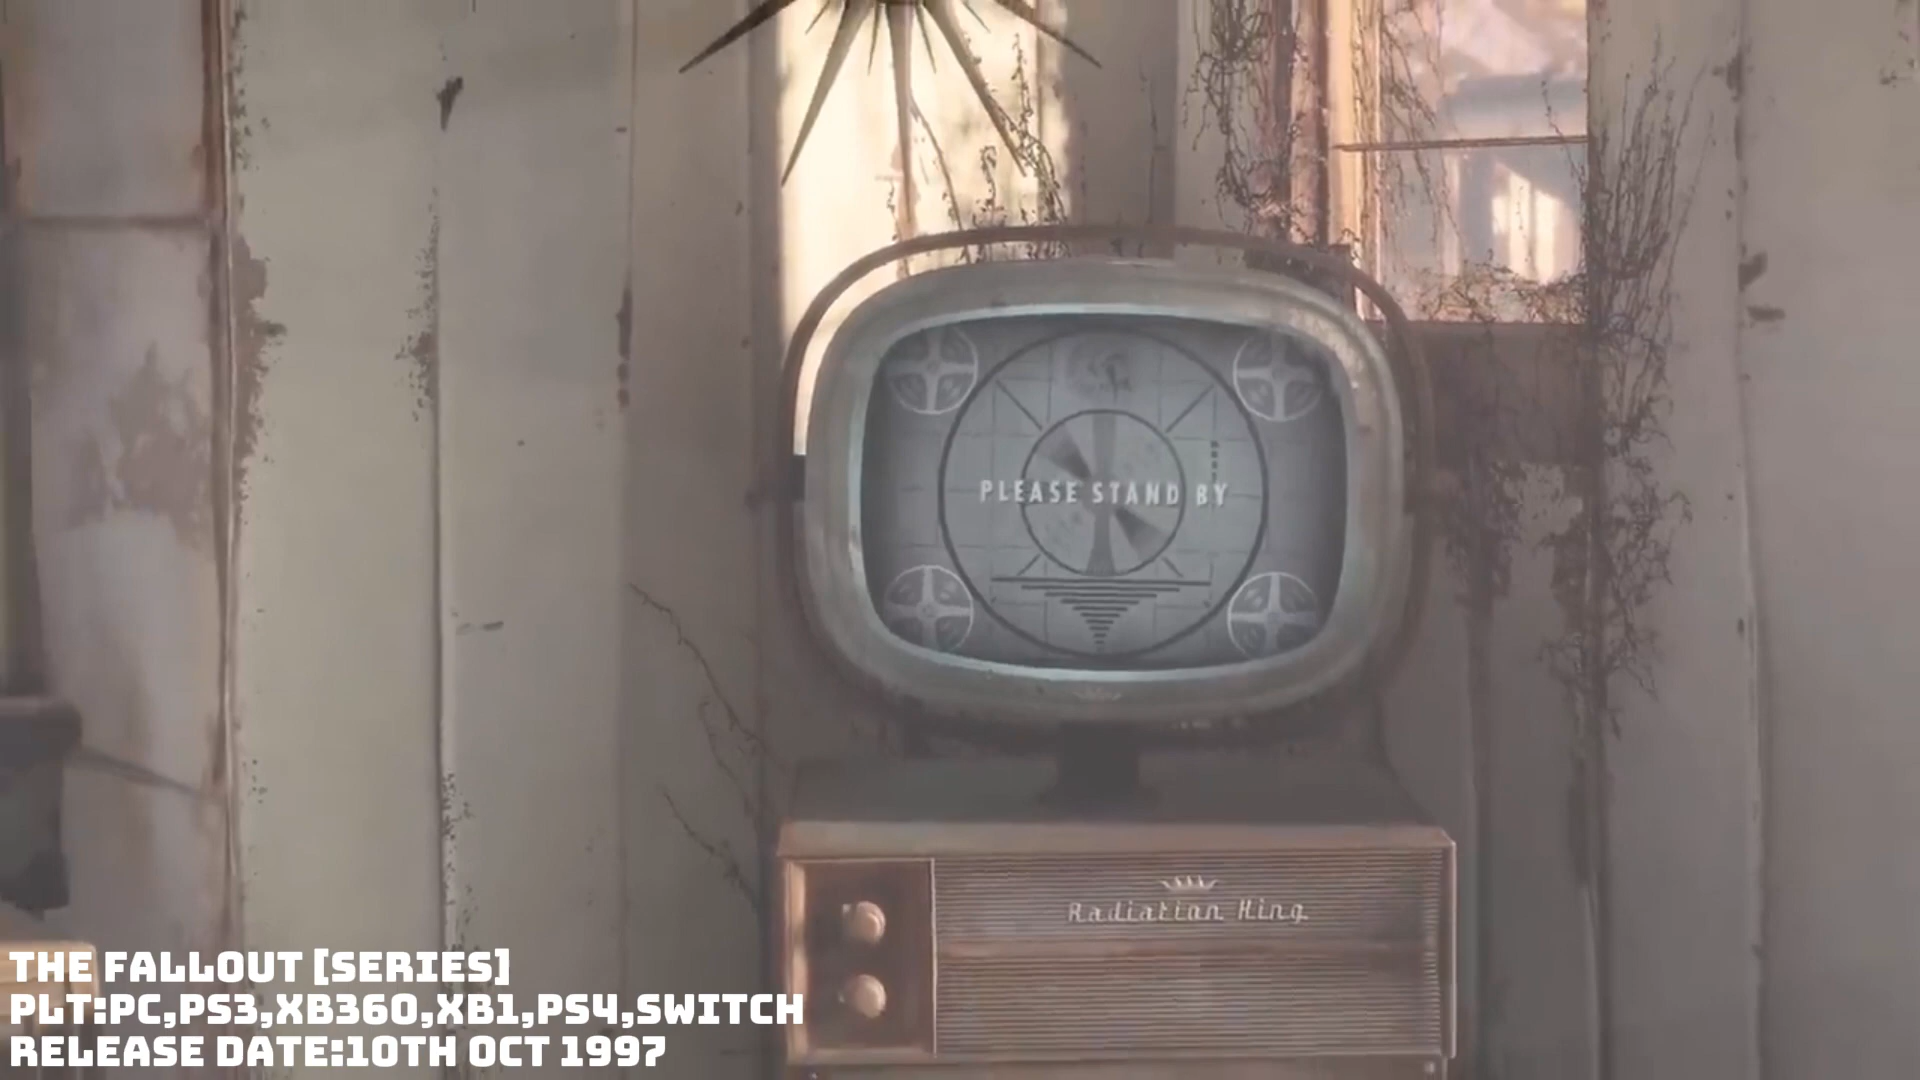 PLEASE STAND BY
Radiation King
THE FALLOUT [SERIES]
PLT:PC,PS3,XB360,XB1,PS4,SWITCH
RELEASE DATE:10TH OCT 1997